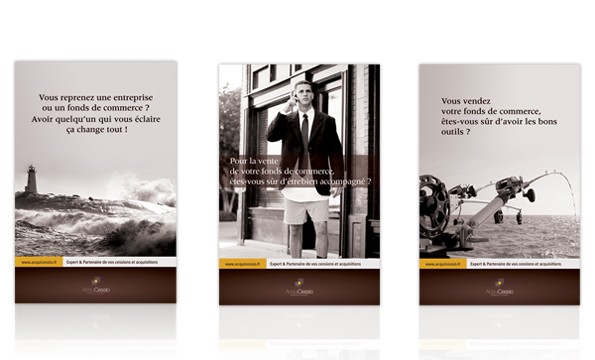 Vous reprenez une entreprise
ou un fonds de commerce ?
Avoir quelqu'un qui vous éclaire
ça change tout !
www.acquicessio.fr
Expert & Partenaire de vos cessions et acquisitions
AcquiCessio
Pour la vente
de votre fonds de commerce,
êtes-vous sûr d'être bien accompagné ?
www.acquicessio.fr
Expert & Partenaire de vos cessions et acquisitions
AcquiCessio
Vous vendez
votre fonds de commerce,
êtes-vous sûr d'avoir les bons
outils ?
www.acquicessio.fr
Expert & Partenaire de vos cessions et acquisitions
AcquiCessio